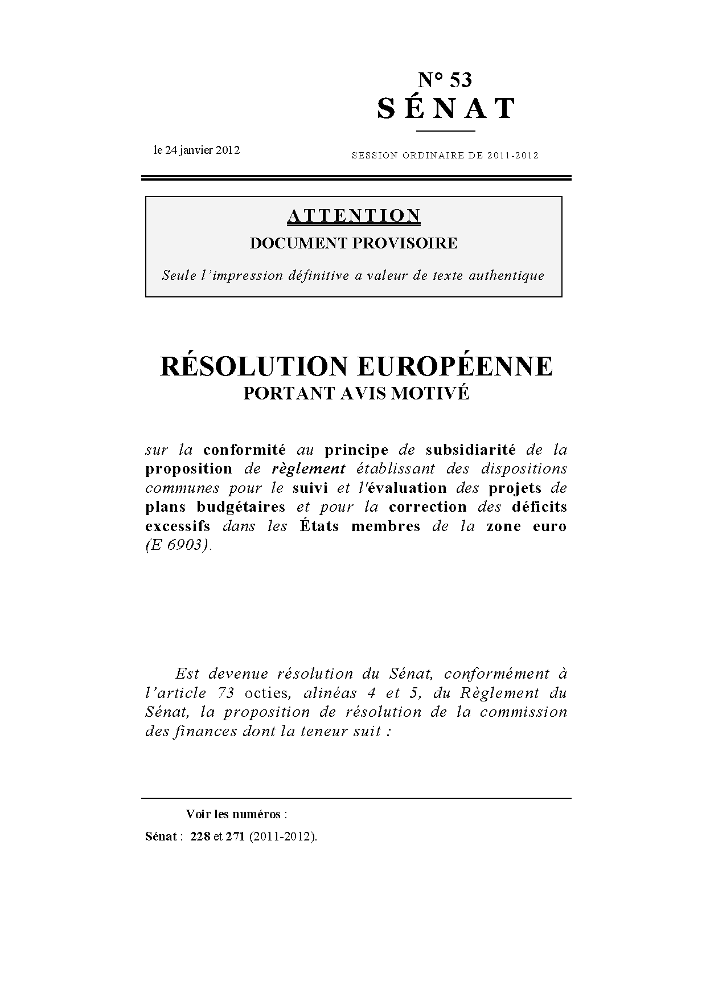 N° 53
S É N A T
le 24 janvier 2012
SESSION ORDINAIRE DE 2011-2012
ATTENTION
DOCUMENT PROVISOIRE
Seule l’impression définitive a valeur de texte authentique
RÉSOLUTION EUROPÉENNE
PORTANT AVIS MOTIVÉ
sur la conformité au principe de subsidiarité de la
proposition de règlement établissant des dispositions
communes pour le suivi et l'évaluation des projets de
plans budgétaires et pour la correction des déficits
excessifs dans les États membres de la zone euro
(E 6903).
Est devenue résolution du Sénat, conformément à
l’article 73 octies, alinéas 4 et 5, du Règlement du
Sénat, la proposition de résolution de la commission
des finances dont la teneur suit :
Voir les numéros :
Sénat : 228 et 271 (2011-2012).